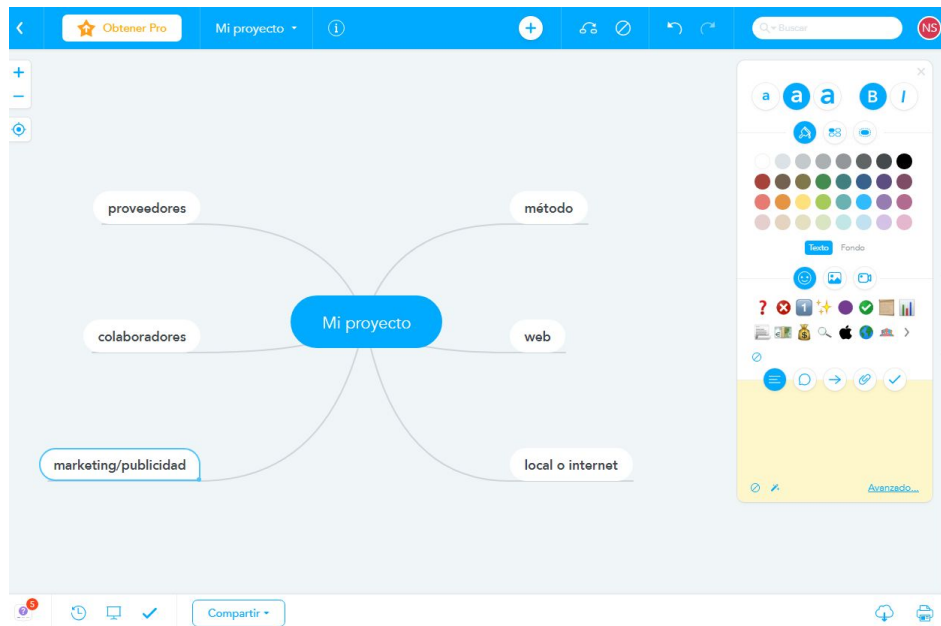 Obtener Pro
Mi proyecto
i
Buscar
NS
a a a B I
proveedores
método
Texto Fondo
Mi proyecto
colaboradores
web
marketing/publicidad
local o internet
Avanzado...
5
Compartir